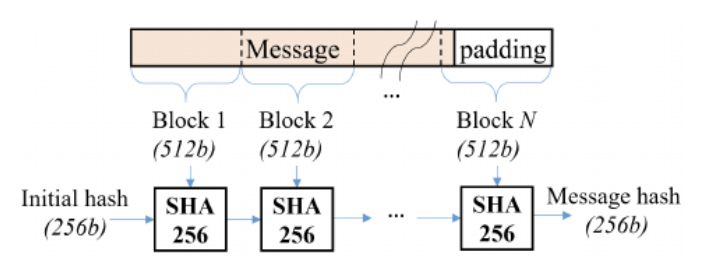 Message
padding
...
Block 1
(512b)
Block 2
(512b)
Block N
(512b)
Initial hash
(256b)
SHA
256
SHA
256
...
SHA
256
Message hash
(256b)